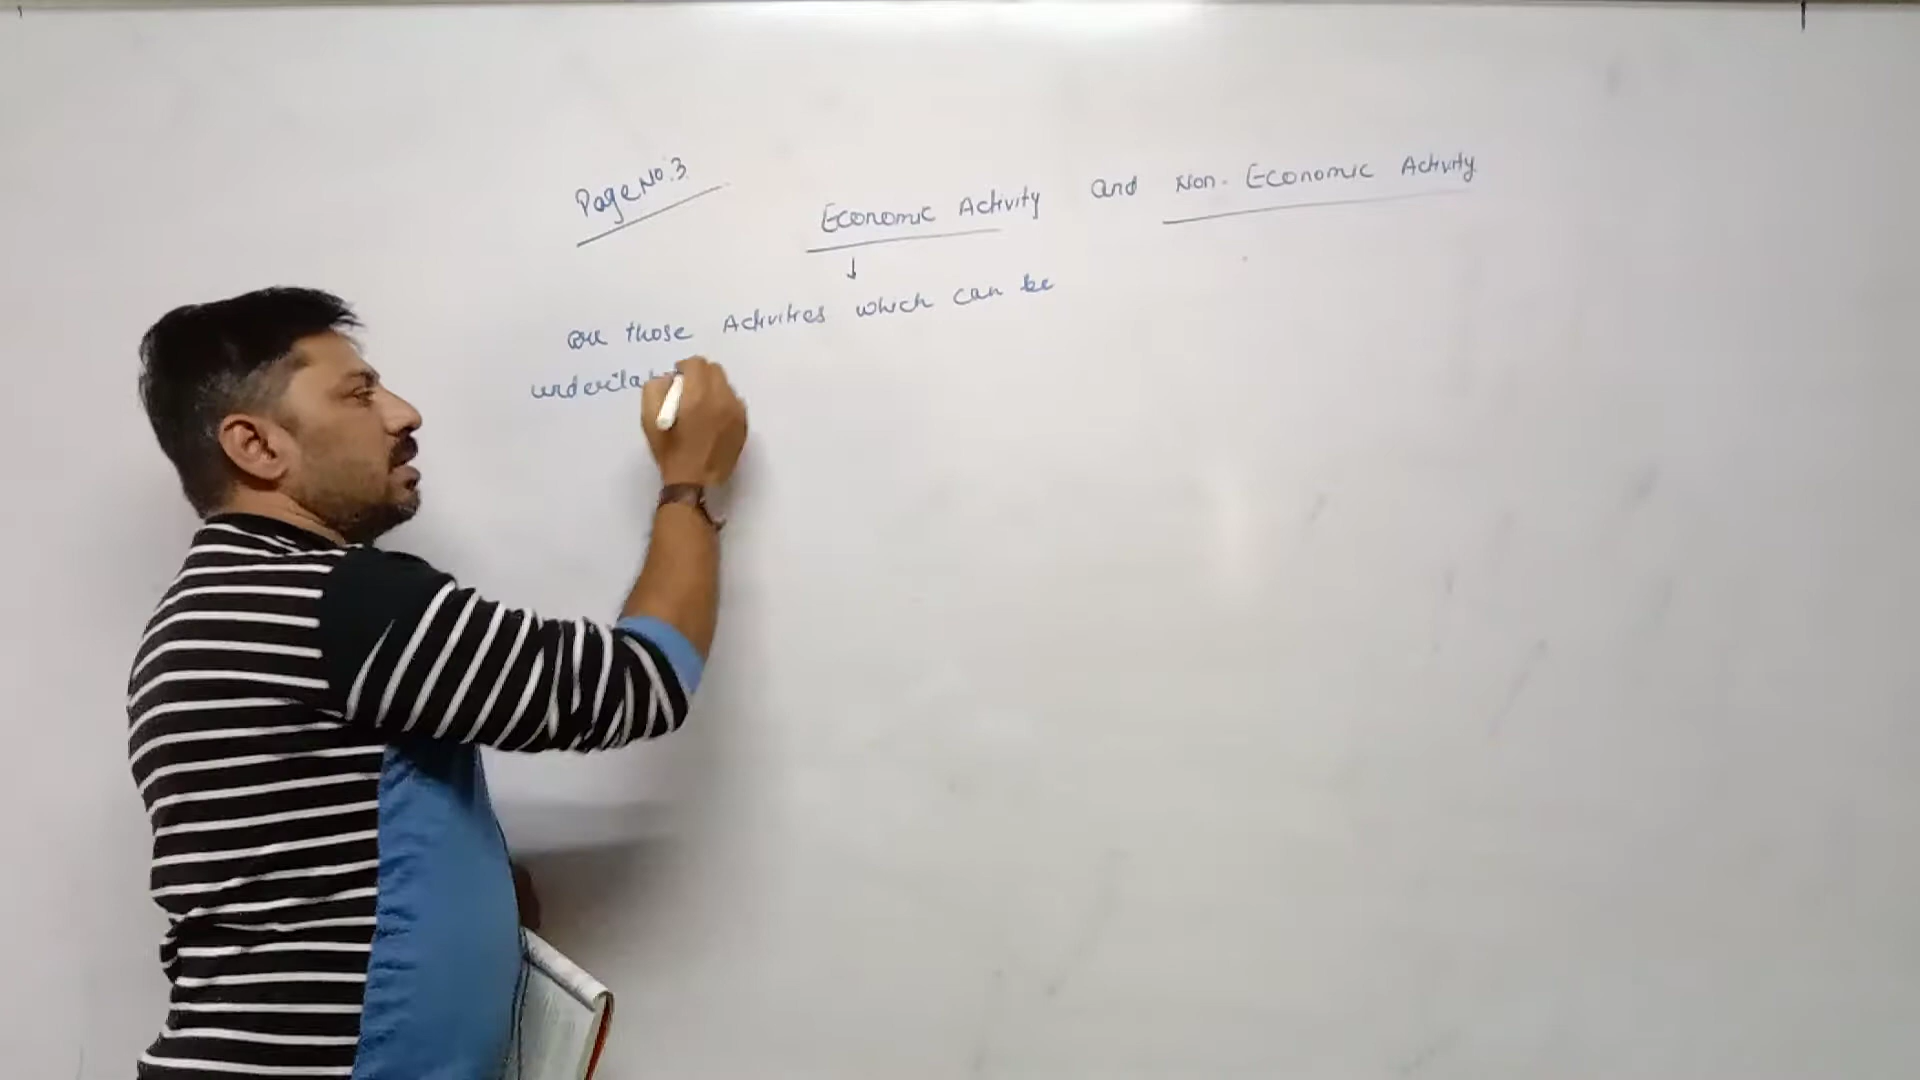 Page No. 3
Economic Activity and Non-Economic Activity
↓
are those Activities which can be